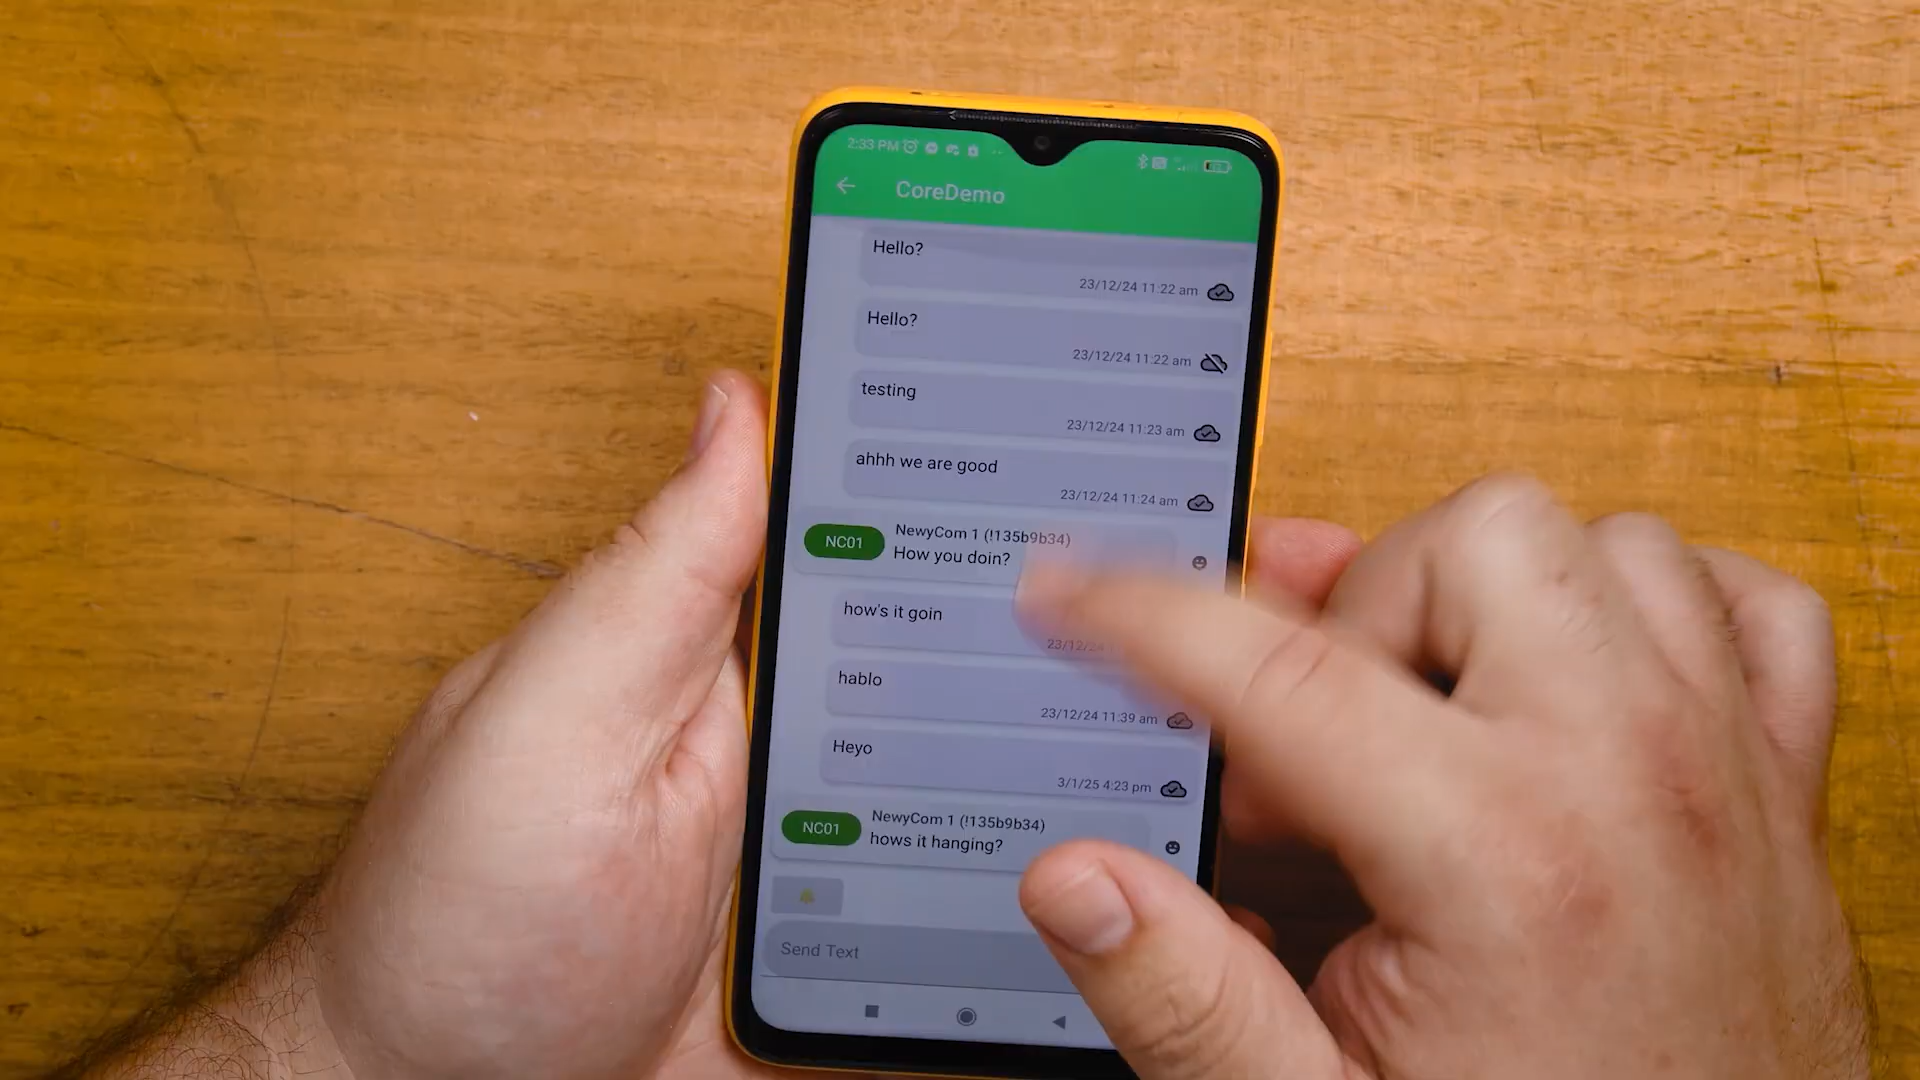 2:33 PM
CoreDemo
Hello?
23/12/24 11:22 am
Hello?
23/12/24 11:22 am
testing
23/12/24 11:23 am
ahhh we are good
23/12/24 11:24 am
NC01
NewyCom 1 (!135b9b34)
How you doin?
how's it goin
23/12/24
hablo
23/12/24 11:39 am
Heyo
3/1/25 4:23 pm
NC01
NewyCom 1 (!135b9b34)
hows it hanging?
Send Text